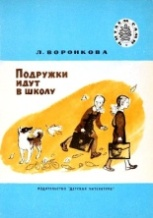 Л. ВОРОНКОВА
ПОДРУЖКИ
ИДУТ
В ШКОЛУ
ИЗДАТЕЛЬСТВО "ДЕТСКАЯ ЛИТЕРАТУРА"